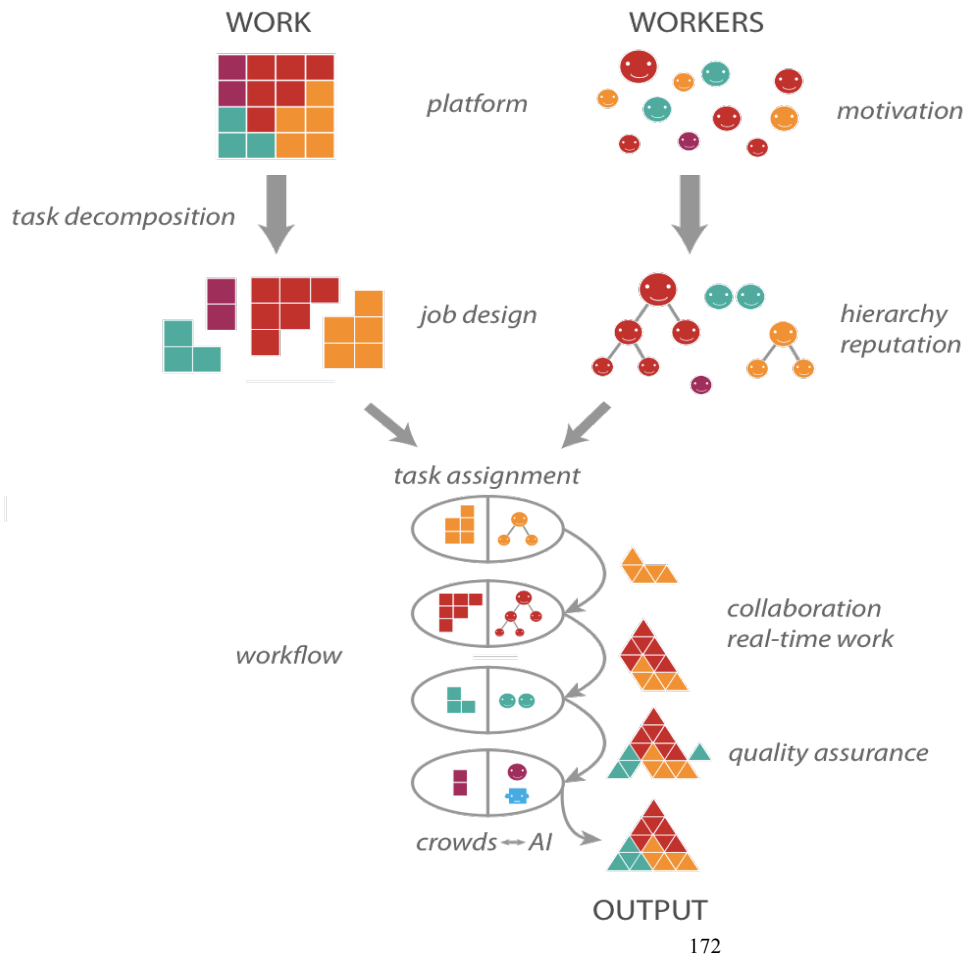 WORK
WORKERS
platform
motivation
task decomposition
job design
hierarchy
reputation
task assignment
collaboration
real-time work
workflow
quality assurance
crowds ↔ AI
OUTPUT
172